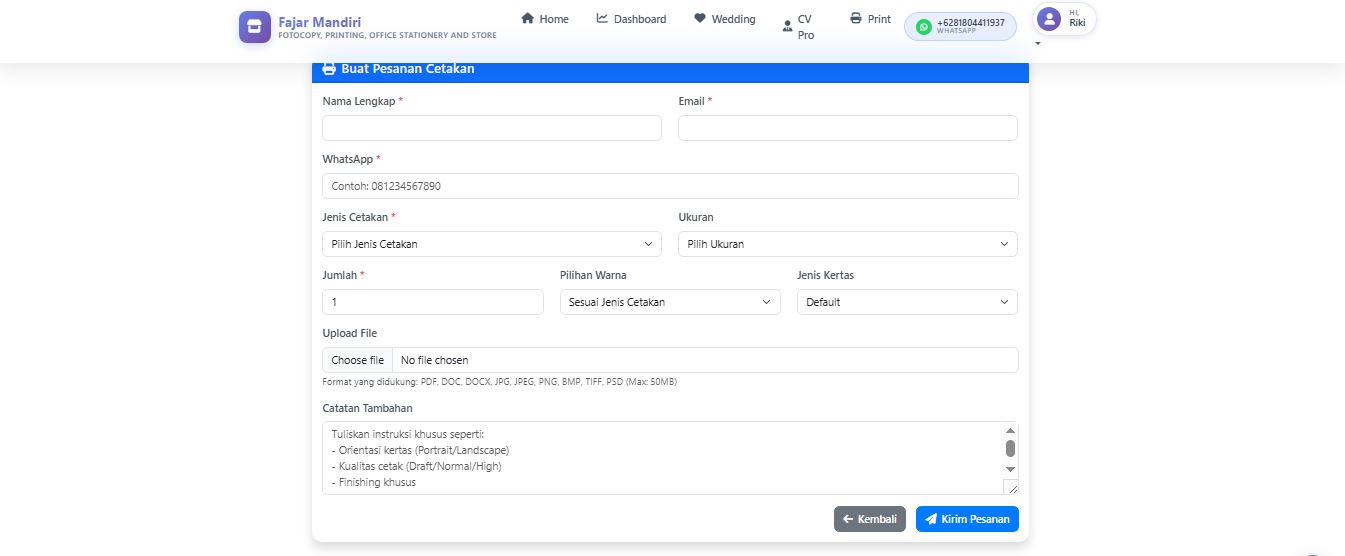 Fajar Mandiri
FOTOCOPY, PRINTING, OFFICE STATIONERY AND STORE
Home
Dashboard
Wedding
CV
Pro
Print
+6281804411937
WHATSAPP
HI,
Riki
Buat Pesanan Cetakan
Nama Lengkap *
Email *
WhatsApp *
Contoh: 081234567890
Jenis Cetakan *
Ukuran
Pilih Jenis Cetakan
Pilih Ukuran
Jumlah *
Pilihan Warna
Jenis Kertas
1
Sesuai Jenis Cetakan
Default
Upload File
Choose file No file chosen
Format yang didukung: PDF, DOC, DOCX, JPG, JPEG, PNG, BMP, TIFF, PSD (Max: 50MB)
Catatan Tambahan
Tuliskan instruksi khusus seperti:
- Orientasi kertas (Portrait/Landscape)
- Kualitas cetak (Draft/Normal/High)
- Finishing khusus
Kembali
Kirim Pesanan